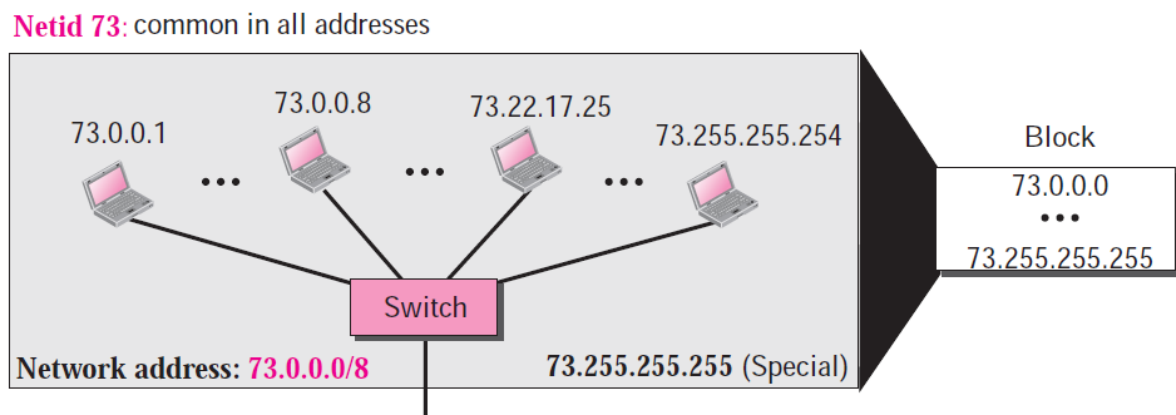 Netid 73: common in all addresses
73.0.0.1
73.0.0.8
73.22.17.25
73.255.255.254
Switch
Network address: 73.0.0.0/8
73.255.255.255 (Special)
Block
73.0.0.0
73.255.255.255